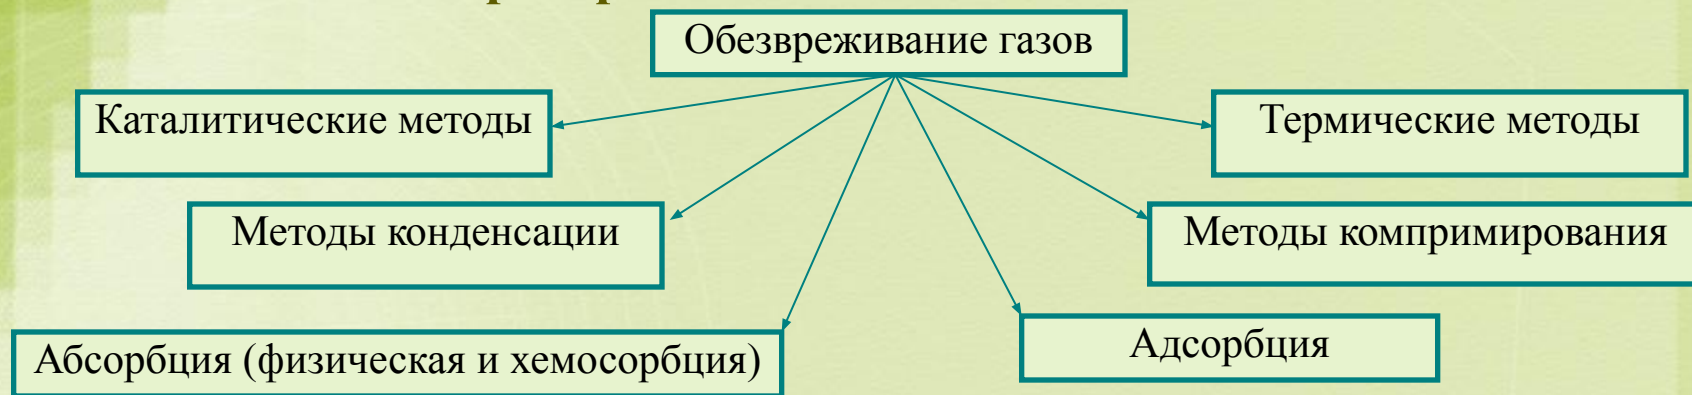 Обезвреживание газов
Каталитические методы
Термические методы
Методы конденсации
Методы компримирования
Абсорбция (физическая и хемосорбция)
Адсорбция